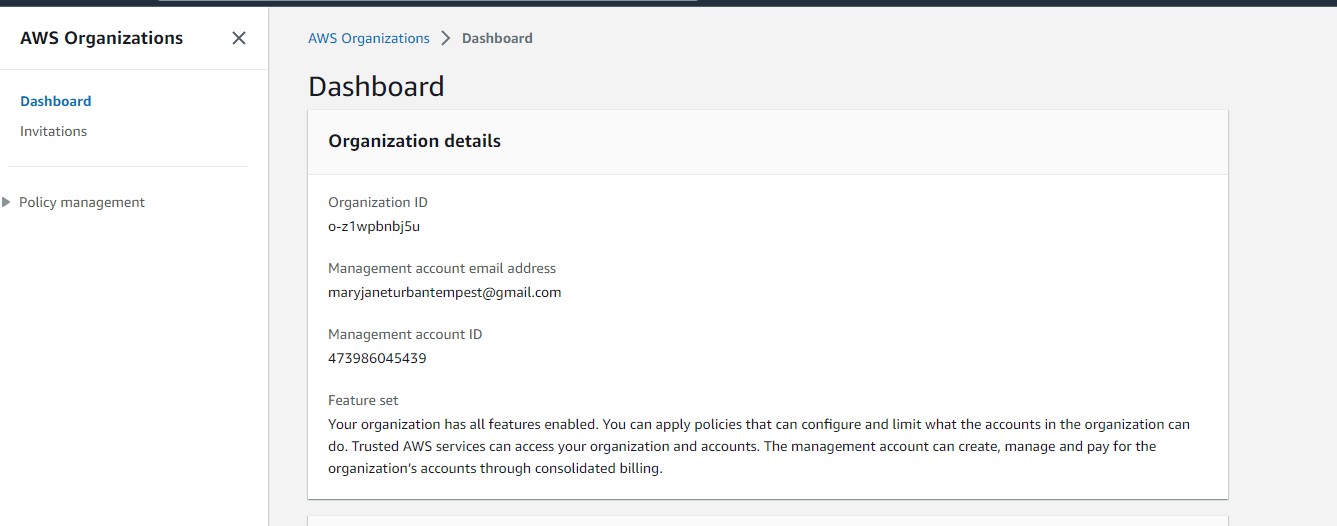 AWS Organizations
Dashboard
Invitations
Policy management
AWS Organizations > Dashboard
Dashboard
Organization details
Organization ID
o-z1wpbnbj5u
Management account email address
maryjaneturbantempest@gmail.com
Management account ID
473986045439
Feature set
Your organization has all features enabled. You can apply policies that can configure and limit what the accounts in the organization can
do. Trusted AWS services can access your organization and accounts. The management account can create, manage and pay for the
organization's accounts through consolidated billing.